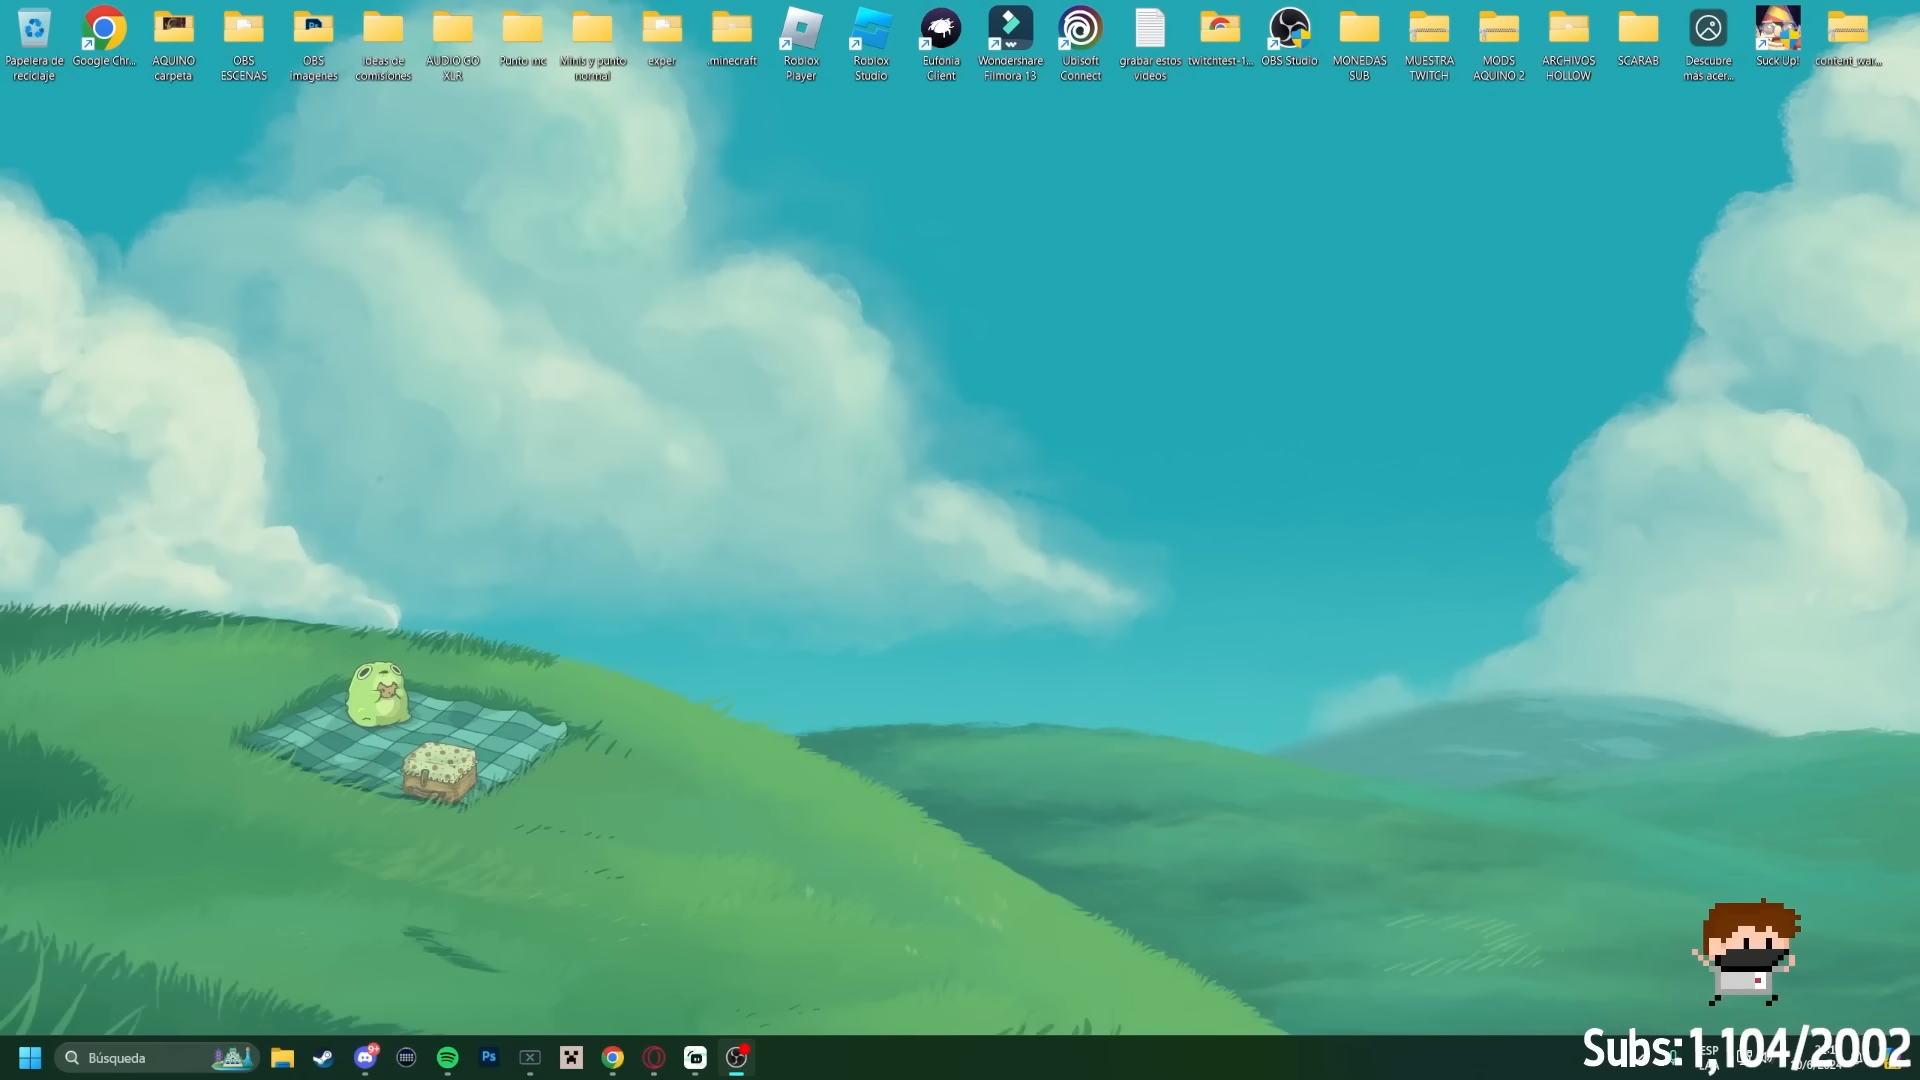 Papelera de
reciclaje
Google Chr...
AQUINO
carpeta
OBS
ESCENAS
OBS
imagenes
ideas de
comisiones
AUDIO GO
XLR
Punto mc
Minis y punto
normal
exper
.minecraft
Roblox
Player
Roblox
Studio
Eufonia
Client
Wondershare
Filmora 13
Ubisoft
Connect
grabar estos
videos
twitchtest-1...
OBS Studio
MONEDAS
SUB
MUESTRA
TWITCH
MODS
AQUINO 2
ARCHIVOS
HOLLOW
SCARAB
Descubre
más acer...
Suck Up!
content_war...
Búsqueda
9+
Ps
ESP
Subs:1,104/2002